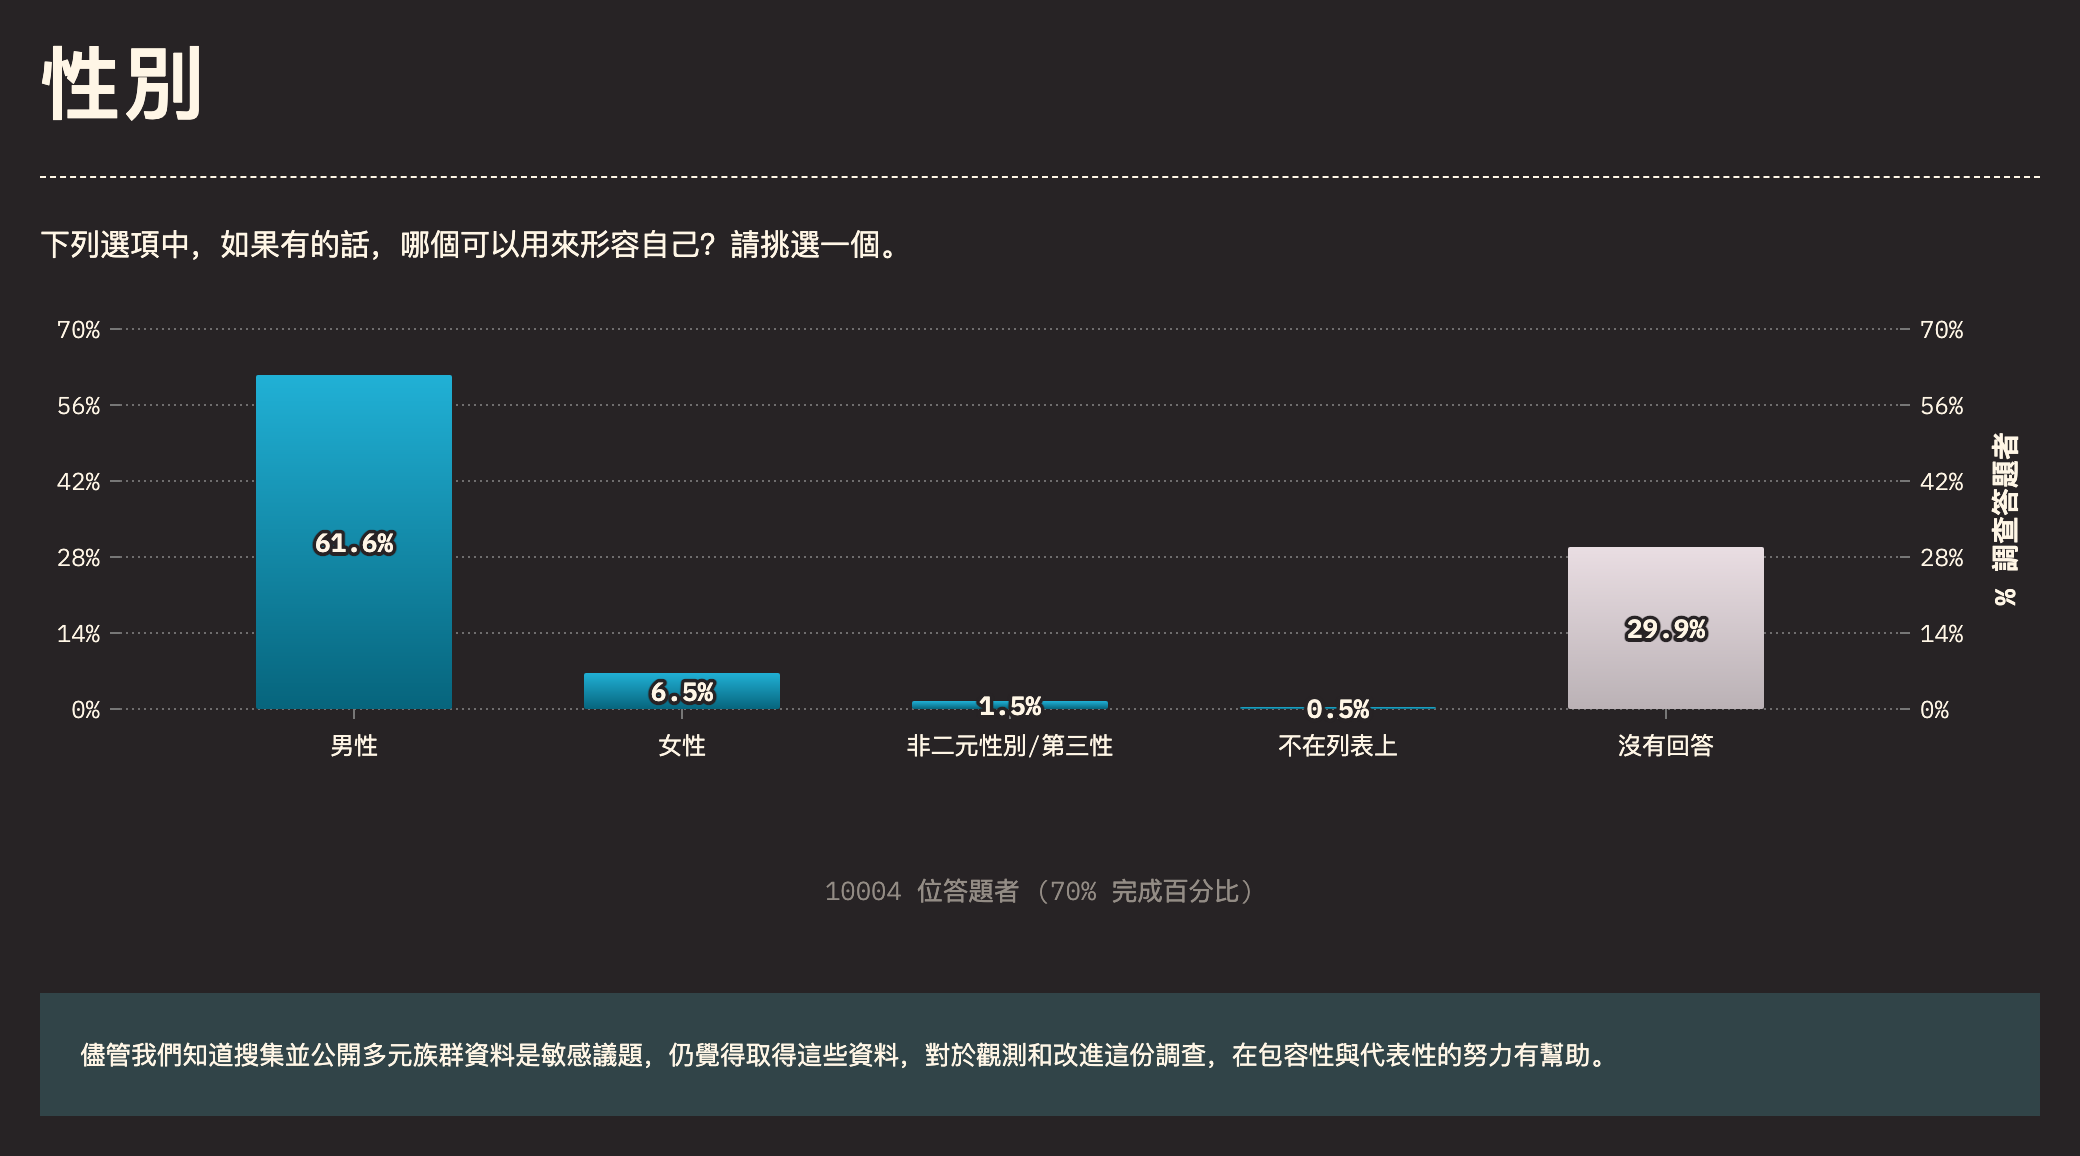 性別
下列選項中，如果有的話，哪個可以用來形容自己？請挑選一個。
70% 70%
56% 56%
42% 42%
28% 28%
14% 14%
0% 0%
% 調查答題者
61.6%
6.5%
1.5%
0.5%
29.9%
男性 女性 非二元性別/第三性 不在列表上 沒有回答
10004 位答題者 (70% 完成百分比)
儘管我們知道搜集並公開多元族群資料是敏感議題，仍覺得取得這些資料，對於觀測和改進這份調查，在包容性與代表性的努力有幫助。